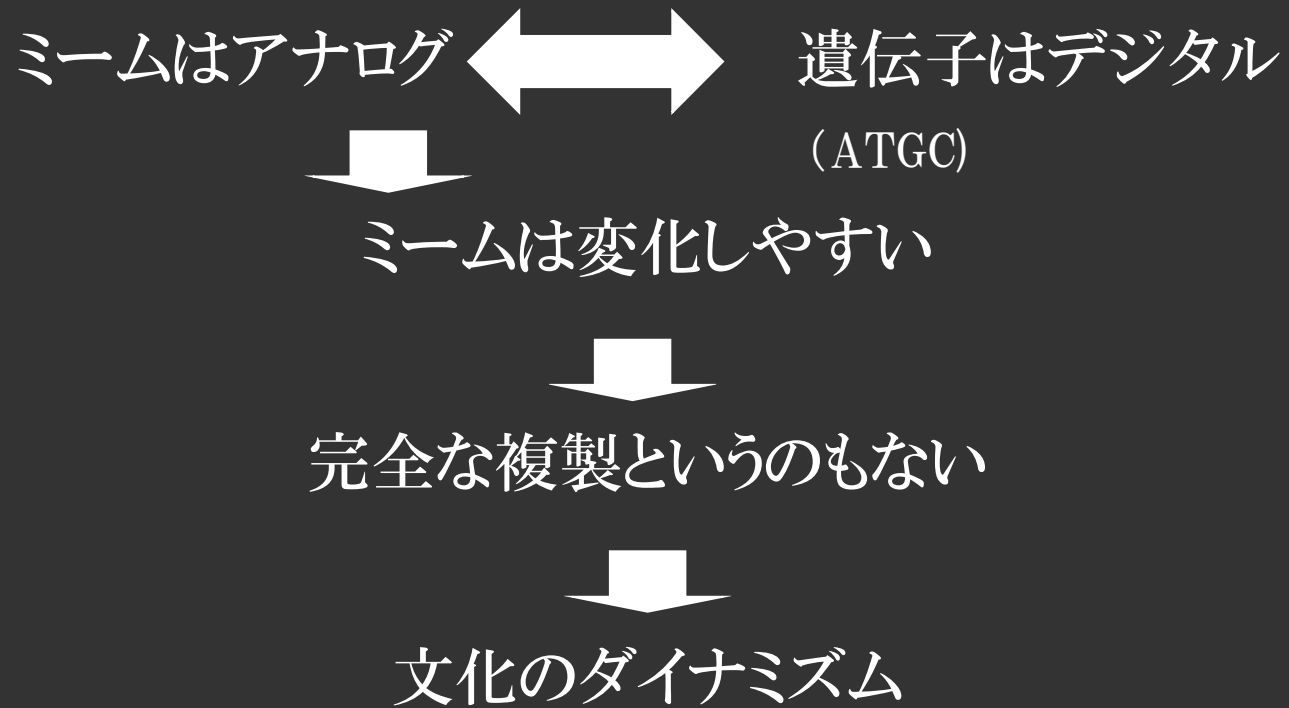 ミームはアナログ
遺伝子はデジタル
(ATGC)
ミームは変化しやすい
完全な複製というのもない
文化のダイナミズム